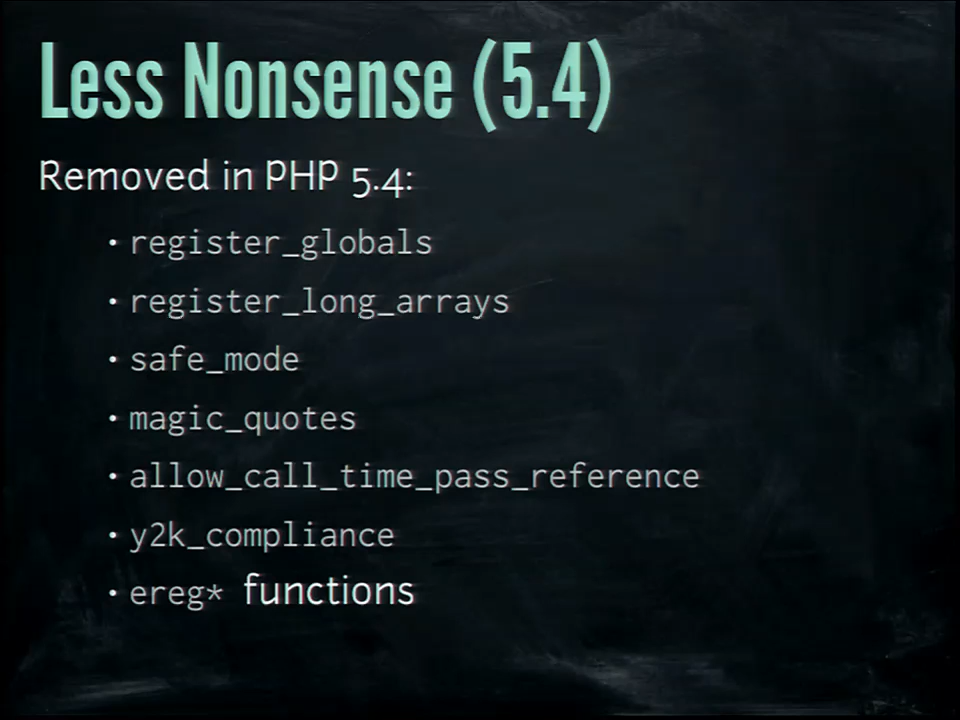 Less Nonsense (5.4)
Removed in PHP 5.4:
• register_globals
• register_long_arrays
• safe_mode
• magic_quotes
• allow_call_time_pass_reference
• y2k_compliance
• ereg* functions